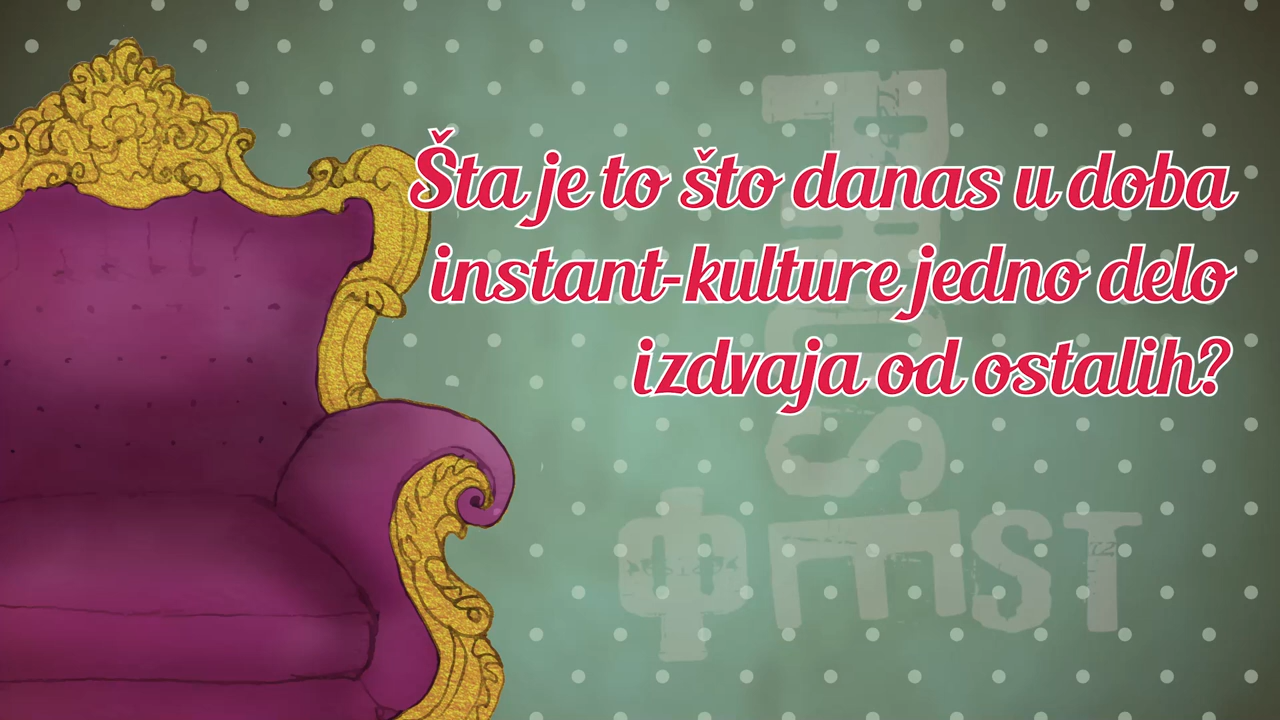 Šta je to što danas u doba
instant-kulture jedno delo
izdvaja od ostalih?